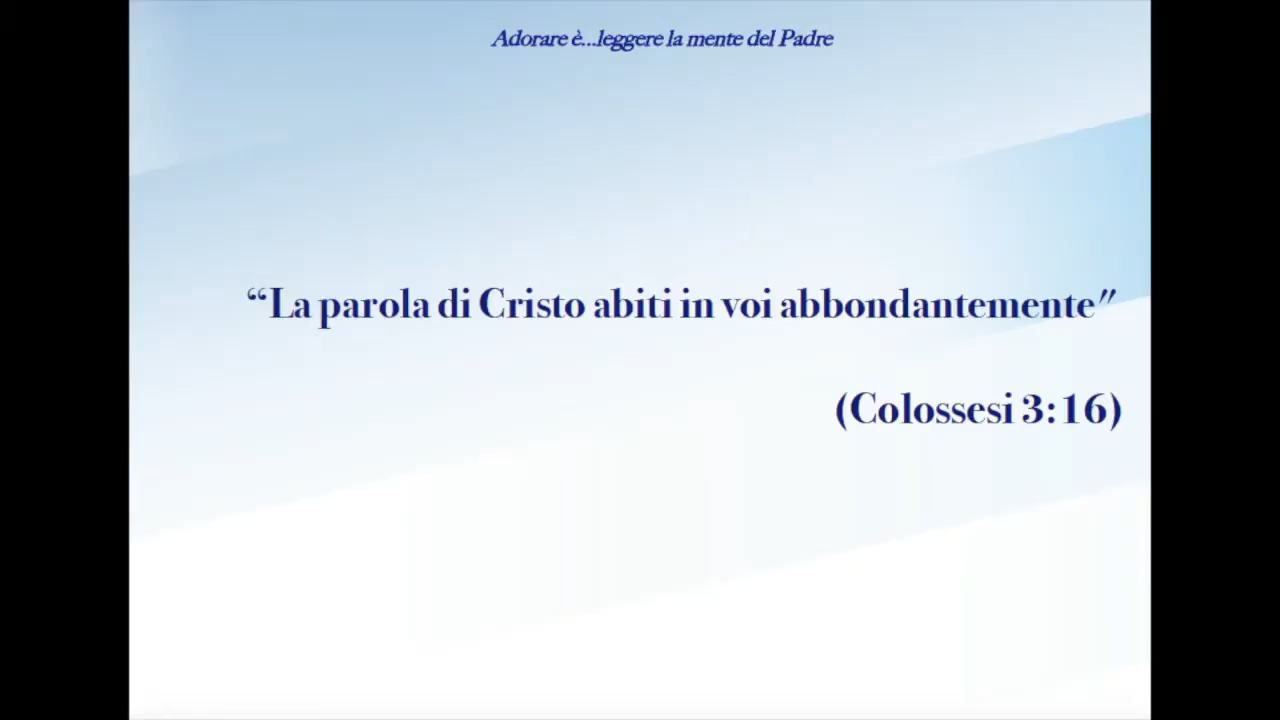 Adorare è...leggere la mente del Padre
“La parola di Cristo abiti in voi abbondantemente”
(Colossesi 3:16)